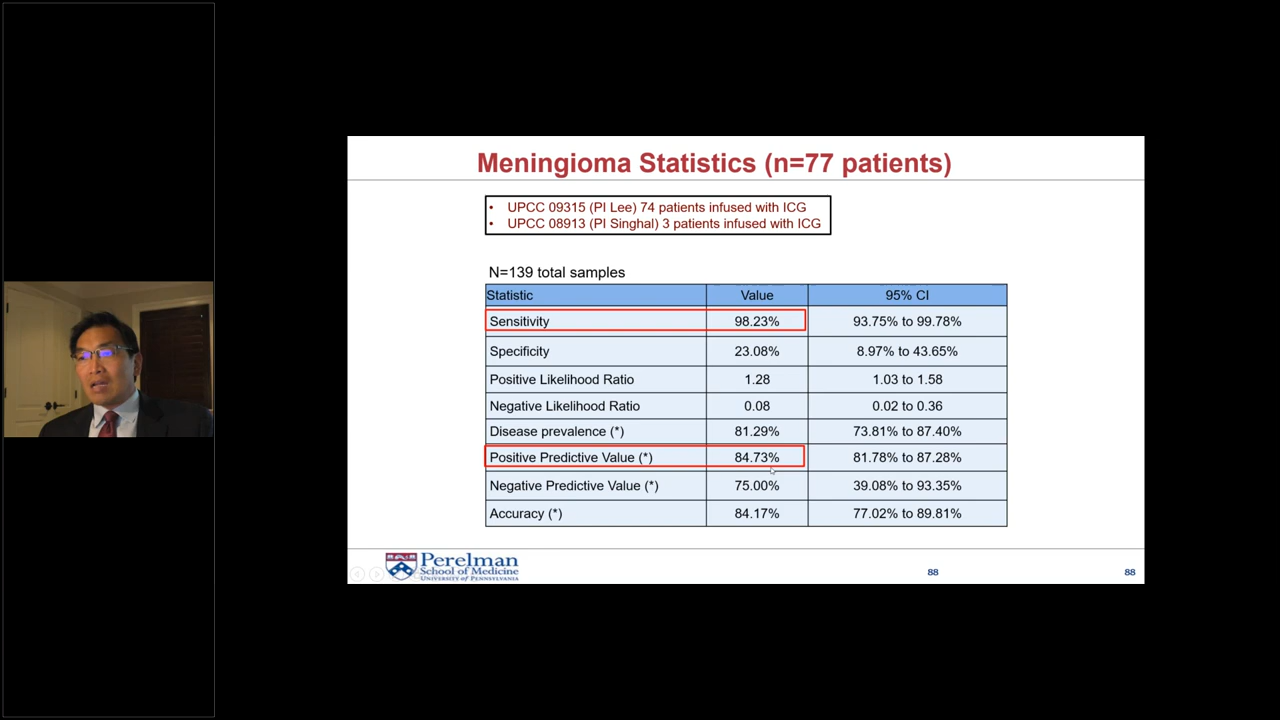 Meningioma Statistics (n=77 patients)
• UPCC 09315 (PI Lee) 74 patients infused with ICG
• UPCC 08913 (PI Singhal) 3 patients infused with ICG
N=139 total samples
Statistic Value 95% CI
Sensitivity 98.23% 93.75% to 99.78%
Specificity 23.08% 8.97% to 43.65%
Positive Likelihood Ratio 1.28 1.03 to 1.58
Negative Likelihood Ratio 0.08 0.02 to 0.36
Disease prevalence (*) 81.29% 73.81% to 87.40%
Positive Predictive Value (*) 84.73% 81.78% to 87.28%
Negative Predictive Value (*) 75.00% 39.08% to 93.35%
Accuracy (*) 84.17% 77.02% to 89.81%
Perelman
School of Medicine
University of Pennsylvania
88 88